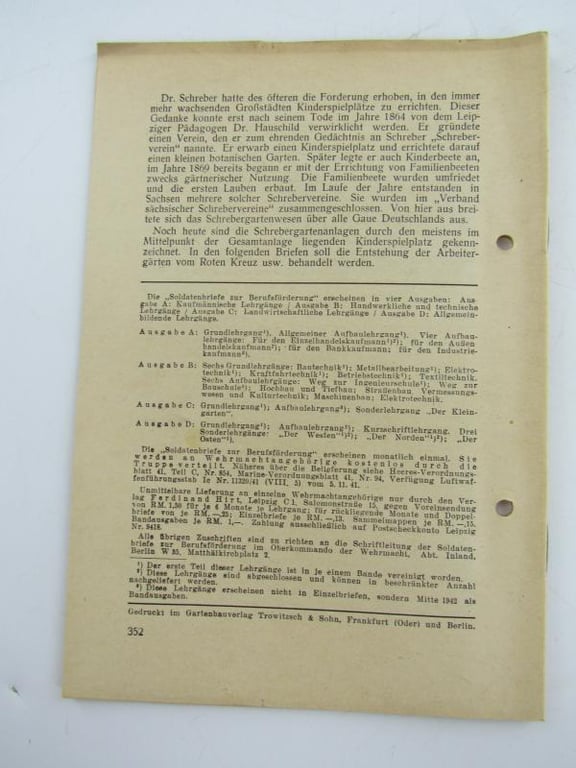 Dr. Schreber hatte des öfteren die Forderung erhoben, in den immer
mehr wachsenden Großstädten Kinderspielplätze zu errichten. Dieser
Gedanke konnte erst nach seinem Tode im Jahre 1864 von dem Leip-
ziger Pädagogen Dr. Hauschild verwirklicht werden. Er gründete
einen Verein, den er zum ehrenden Gedächtnis an Schreber „Schreber-
verein“ nannte. Er erwarb einen Kinderspielplatz und errichtete darauf
einen kleinen botanischen Garten. Später legte er auch Kinderbeete an,
im Jahre 1869 bereits begann er mit der Errichtung von Familienbeeten
zwecks gärtnerischer Nutzung. Die Familienbeete wurden umfriedet
und die ersten Lauben erbaut. Im Laufe der Jahre entstanden in
Sachsen mehrere solcher Schrebervereine. Sie wurden im „Verband
sächsischer Schrebervereine“ zusammengeschlossen. Von hier aus brei-
tete sich das Schrebergartenwesen über alle Gaue Deutschlands aus.
Noch heute sind die Schrebergartenanlagen durch den meistens im
Mittelpunkt der Gesamtanlage liegenden Kinderspielplatz gekenn-
zeichnet. In den folgenden Briefen soll die Entstehung der Arbeiter-
gärten vom Roten Kreuz usw. behandelt werden.
Die „Soldatenbriefe zur Berufsförderung“ erscheinen in vier Ausgaben: Aus-
gabe A: Kaufmännische Lehrgänge / Ausgabe B: Handwerkliche und technische
Lehrgänge / Ausgabe C: Landwirtschaftliche Lehrgänge / Ausgabe D: Allgemein-
bildende Lehrgänge.
Ausgabe A: Grundlehrgang¹), Allgemeiner Aufbaulehrgang¹). Vier Aufbau-
lehrgänge: Für den Einzelhandelskaufmann¹)²); für den Außen-
handelskaufmann²); für den Bankkaufmann; für den Industrie-
kaufmann³).
Ausgabe B: Sechs Grundlehrgänge: Bautechnik¹); Metallbearbeitung¹); Elektro-
technik¹); Kraftfahrtechnik¹); Betriebstechnik¹); Textiltechnik.
Sechs Aufbaulehrgänge: Weg zur Ingenieurschule¹); Weg zur
Bauschule¹); Hochbau und Tiefbau; Straßenbau, Vermessungs-
wesen und Kulturtechnik; Maschinenbau; Elektrotechnik.
Ausgabe C: Grundlehrgang¹); Aufbaulehrgang²); Sonderlehrgang „Der Klein-
garten“.
Ausgabe D: Grundlehrgang¹); Aufbaulehrgang²); Kurzschriftlehrgang. Drei
Sonderlehrgänge: „Der Westen“¹)²); „Der Norden“¹)²); „Der
Osten“¹).
Die „Soldatenbriefe zur Berufsförderung“ erscheinen monatlich einmal. Sie
werden an Wehrmachtangehörige kostenlos durch die
Truppe verteilt. Näheres über die Belieferung siehe Heeres-Verordnungs-
blatt 41, Teil C, Nr. 854, Marine-Verordnungsblatt 41, Nr. 94, Verfügung Luftwaf-
fenführungsstab Ic Nr. 11220/41 (VIII, 5) vom 5. 11. 41.
Unmittelbare Lieferung an einzelne Wehrmachtangehörige nur durch den Ver-
lag Ferdinand Hirt, Leipzig C 1, Salomonstraße 15, gegen Voreinsendung
von RM. 1,50 für je 6 Monate je Lehrgang; für rückliegende Monate und Doppel-
briefe von je RM. —,25; Einzelbriefe je RM. —,13. Sammelmappen je RM. —,15,
Bandausgaben je RM. 1,—. Zahlung ausschließlich auf Postscheckkonto Leipzig
Nr. 9418.
Alle übrigen Zuschriften sind zu richten an die Schriftleitung der Soldaten-
briefe zur Berufsförderung im Oberkommando der Wehrmacht, Abt. Inland,
Berlin W 35, Matthäikirchplatz 2.
¹) Der erste Teil dieser Lehrgänge ist in je einem Bande vereinigt worden.
²) Diese Lehrgänge sind abgeschlossen und können in beschränkter Anzahl
nachgeliefert werden.
³) Diese Lehrgänge erscheinen nicht in Einzelbriefen, sondern Mitte 1942 als
Bandausgaben.
Gedruckt im Gartenbauverlag Trowitzsch & Sohn, Frankfurt (Oder) und Berlin.
352